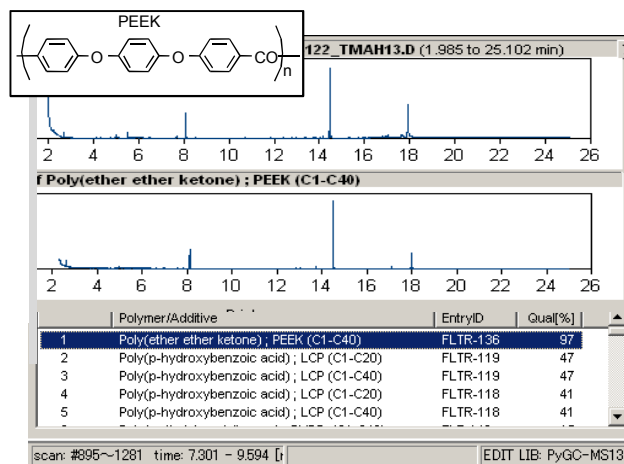 PEEK
O O CO n
122_TMAH13.D (1.985 to 25.102 min)
2 4 6 8 10 12 14 16 18 20 22 24 26
f Poly(ether ether ketone) ; PEEK (C1-C40)
2 4 6 8 10 12 14 16 18 20 22 24 26
Polymer/Additive EntryID Qual[%]
1 Poly(ether ether ketone) ; PEEK (C1-C40) FLTR-136 97
2 Poly(p-hydroxybenzoic acid) ; LCP (C1-C20) FLTR-119 47
3 Poly(p-hydroxybenzoic acid) ; LCP (C1-C40) FLTR-119 47
4 Poly(p-hydroxybenzoic acid) ; LCP (C1-C20) FLTR-118 41
5 Poly(p-hydroxybenzoic acid) ; LCP (C1-C40) FLTR-118 41
scan: #895～1281 time: 7.301 - 9.594 [r EDIT LIB: PyGC-MS13